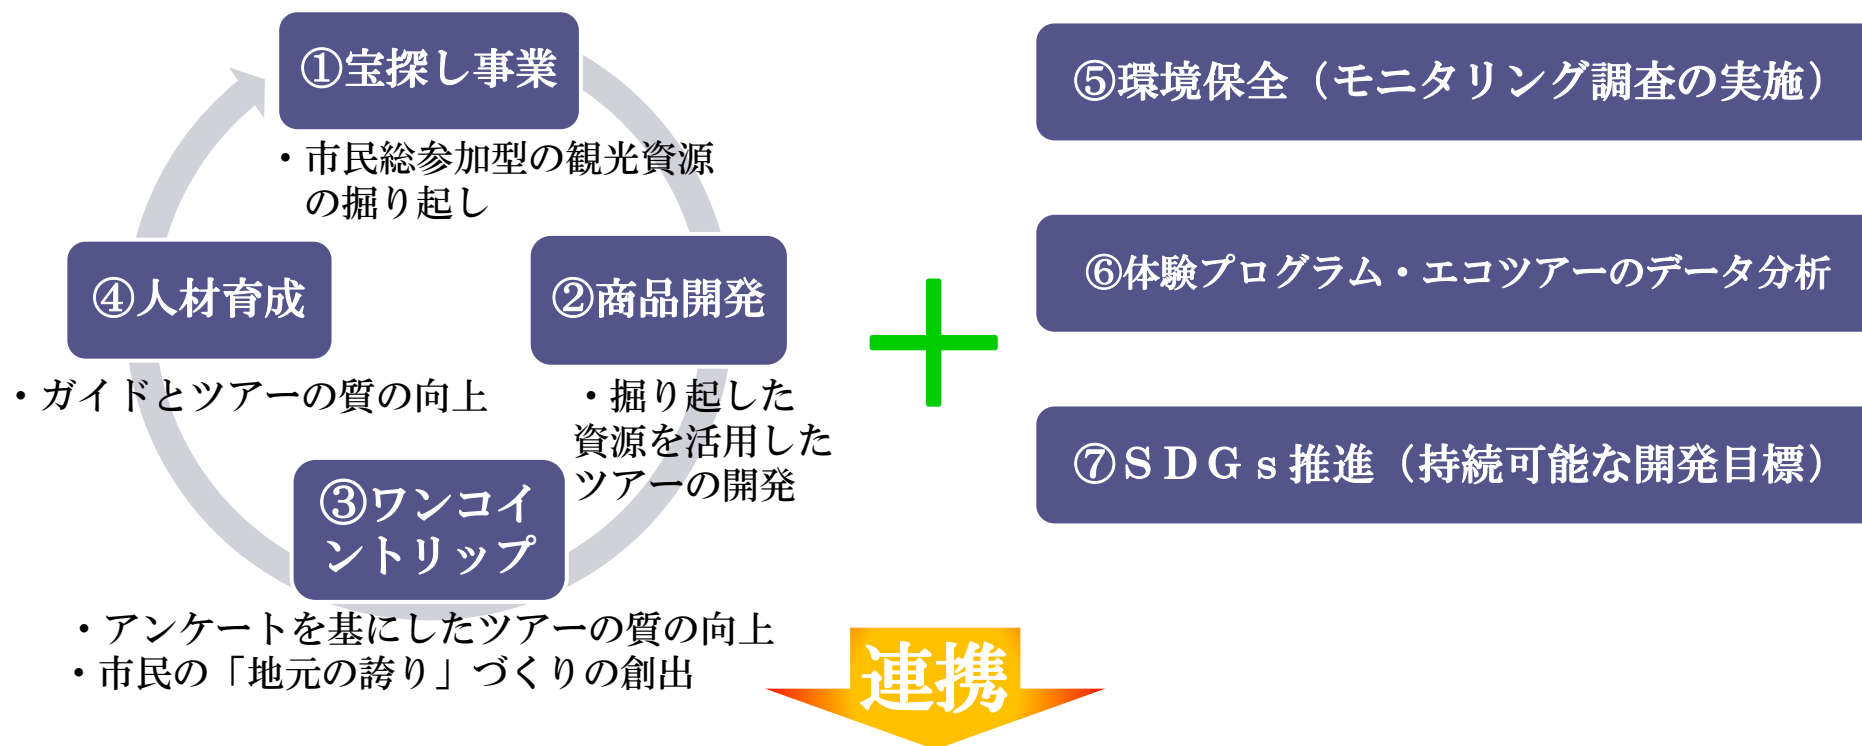 ①宝探し事業
・市民総参加型の観光資源
の掘り起し
②商品開発
・掘り起した
資源を活用した
ツアーの開発
③ワンコイ
ントリップ
・アンケートを基にしたツアーの質の向上
・市民の「地元の誇り」づくりの創出
④人材育成
・ガイドとツアーの質の向上
⑤環境保全（モニタリング調査の実施）
⑥体験プログラム・エコツアーのデータ分析
⑦ＳＤＧｓ推進（持続可能な開発目標）
連携